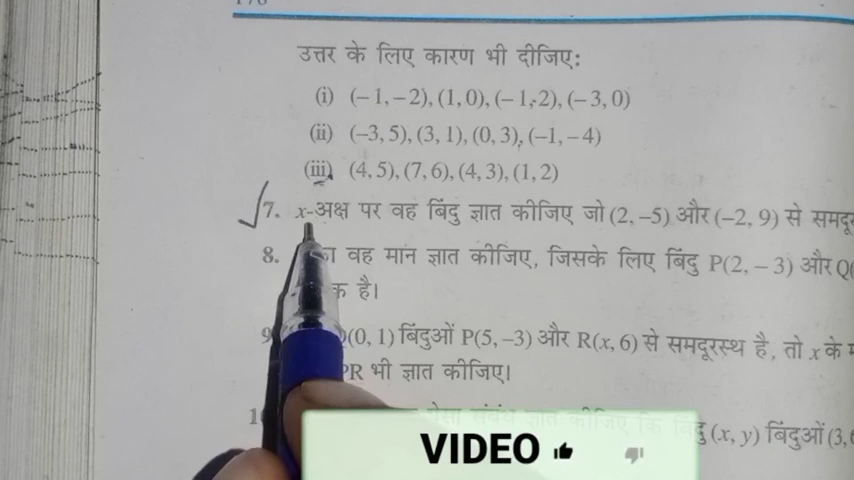 उत्तर के लिए कारण भी दीजिए:
(i) (−1, −2), (1, 0), (−1, 2), (−3, 0)
(ii) (−3, 5), (3, 1), (0, 3), (−1, −4)
(iii) (4, 5), (7, 6), (4, 3), (1, 2)
7. x-अक्ष पर वह बिंदु ज्ञात कीजिए जो (2, −5) और (−2, 9) से
8. वह मान ज्ञात कीजिए, जिसके लिए बिंदु P(2, −3) और Q(
है।
(0, 1) बिंदुओं P(5, −3) और R(x, 6) से समदूरस्थ है, तो x के
PR भी ज्ञात कीजिए।
ज्ञात कीजिए कि (x, y) बिंदुओं (3,
VIDEO